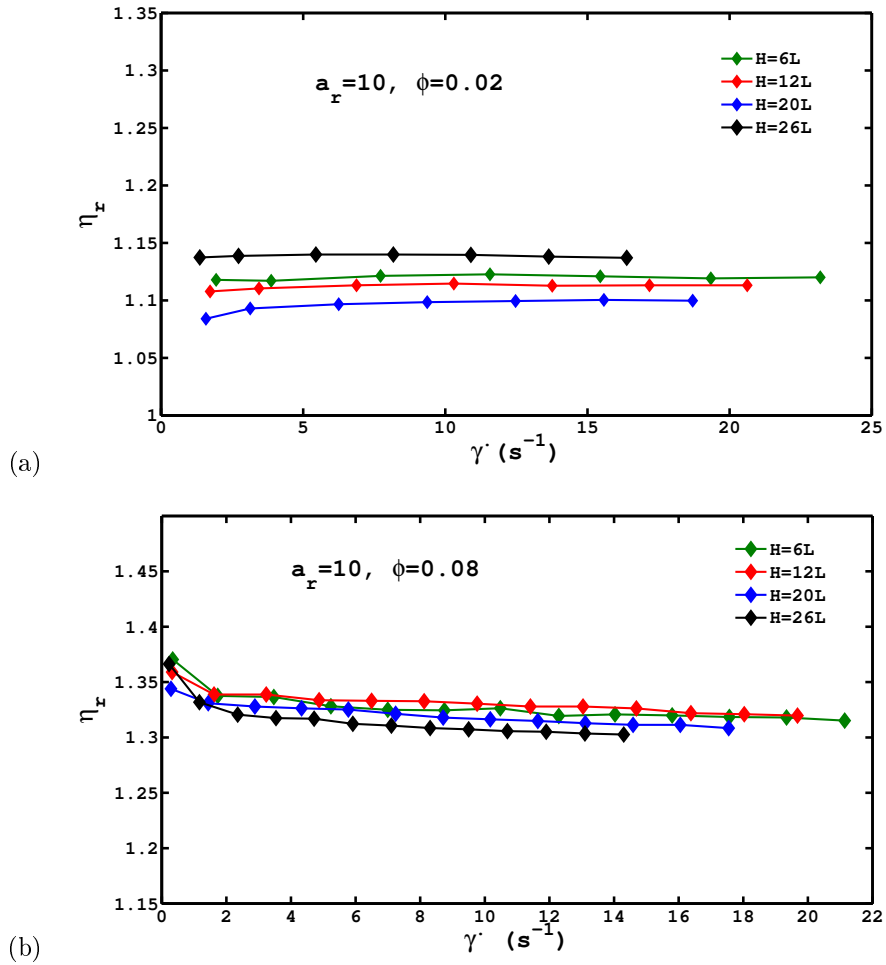 1.35
1.3
1.25
1.2
1.15
1.1
1.05
1
η_r
a_r=10, ϕ=0.02
H=6L
H=12L
H=20L
H=26L
0 5 10 15 20 25
γ˙(s⁻¹)
(a)
1.45
1.4
1.35
1.3
1.25
1.2
1.15
η_r
a_r=10, ϕ=0.08
H=6L
H=12L
H=20L
H=26L
0 2 4 6 8 10 12 14 16 18 20 22
γ˙ (s⁻¹)
(b)